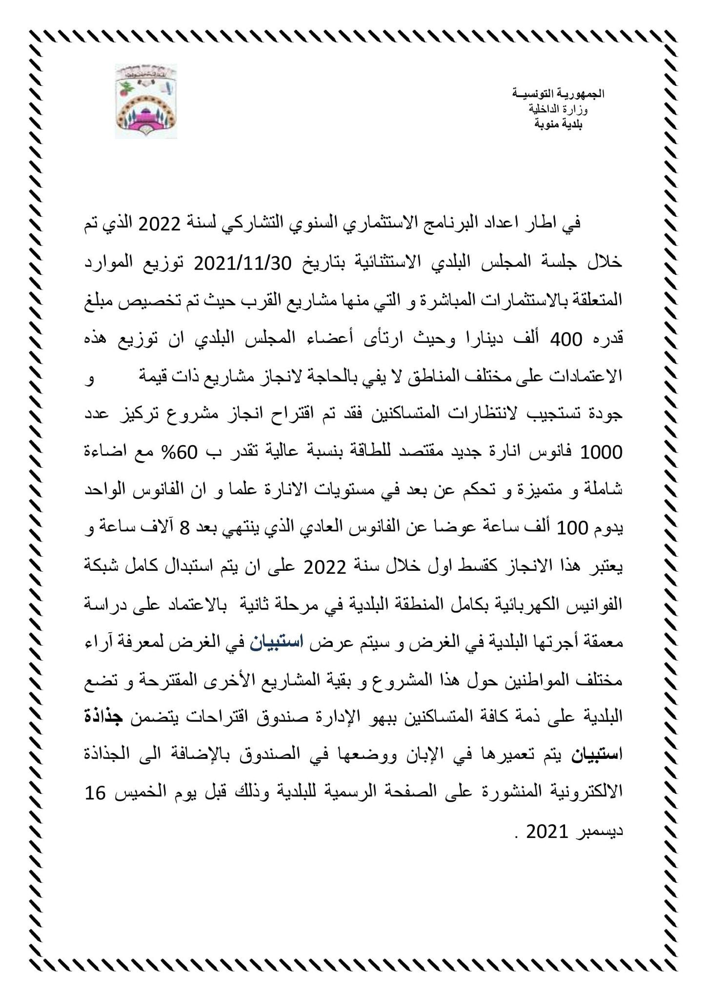 الجمهوريـة التونسيــة
وزارة الداخلية
بلدية منوبة
في اطار اعداد البرنامج الاستثماري السنوي التشاركي لسنة 2022 الذي تم
خلال جلسة المجلس البلدي الاستثنائية بتاريخ 2021/11/30 توزيع الموارد
المتعلقة بالاستثمارات المباشرة و التي منها مشاريع القرب حيث تم تخصيص مبلغ
قدره 400 ألف دينارا وحيث ارتأى أعضاء المجلس البلدي ان توزيع هذه
الاعتمادات على مختلف المناطق لا يفي بالحاجة لانجاز مشاريع ذات قيمة و
جودة تستجيب لانتظارات المتساكنين فقد تم اقتراح انجاز مشروع تركيز عدد
1000 فانوس انارة جديد مقتصد للطاقة بنسبة عالية تقدر ب 60% مع اضاءة
شاملة و متميزة و تحكم عن بعد في مستويات الانارة علما و ان الفانوس الواحد
يدوم 100 ألف ساعة عوضا عن الفانوس العادي الذي ينتهي بعد 8 آلاف ساعة و
يعتبر هذا الانجاز كقسط اول خلال سنة 2022 على ان يتم استبدال كامل شبكة
الفوانيس الكهربائية بكامل المنطقة البلدية في مرحلة ثانية بالاعتماد على دراسة
معمقة أجرتها البلدية في الغرض و سيتم عرض استبيان في الغرض لمعرفة آراء
مختلف المواطنين حول هذا المشروع و بقية المشاريع الأخرى المقترحة و تضع
البلدية على ذمة كافة المتساكنين ببهو الإدارة صندوق اقتراحات يتضمن جذاذة
استبيان يتم تعميرها في الإبان ووضعها في الصندوق بالإضافة الى الجذاذة
الالكترونية المنشورة على الصفحة الرسمية للبلدية وذلك قبل يوم الخميس 16
ديسمبر 2021 .